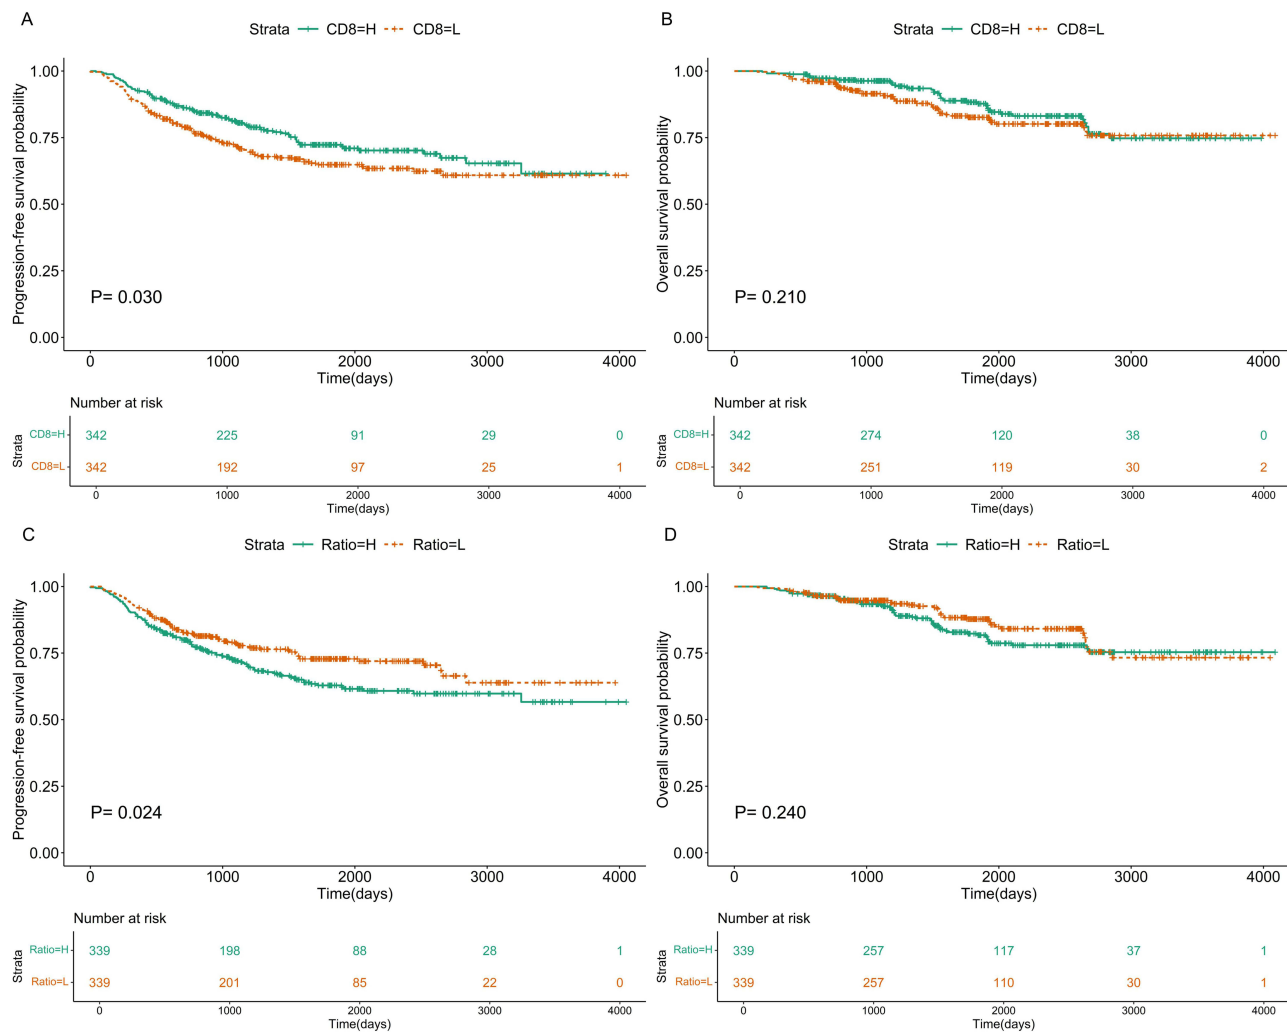 A
Strata CD8=H CD8=L
Progression-free survival probability
1.00
0.75
0.50
0.25
0.00
P= 0.030
0 1000 2000 3000 4000
Time(days)
Number at risk
Strata
CD8=H 342 225 91 29 0
CD8=L 342 192 97 25 1
0 1000 2000 3000 4000
Time(days)
B
Strata CD8=H CD8=L
Overall survival probability
1.00
0.75
0.50
0.25
0.00
P= 0.210
0 1000 2000 3000 4000
Time(days)
Number at risk
Strata
CD8=H 342 274 120 38 0
CD8=L 342 251 119 30 2
0 1000 2000 3000 4000
Time(days)
C
Strata Ratio=H Ratio=L
Progression-free survival probability
1.00
0.75
0.50
0.25
0.00
P= 0.024
0 1000 2000 3000 4000
Time(days)
Number at risk
Strata
Ratio=H 339 198 88 28 1
Ratio=L 339 201 85 22 0
0 1000 2000 3000 4000
Time(days)
D
Strata Ratio=H Ratio=L
Overall survival probability
1.00
0.75
0.50
0.25
0.00
P= 0.240
0 1000 2000 3000 4000
Time(days)
Number at risk
Strata
Ratio=H 339 257 117 37 1
Ratio=L 339 257 110 30 1
0 1000 2000 3000 4000
Time(days)